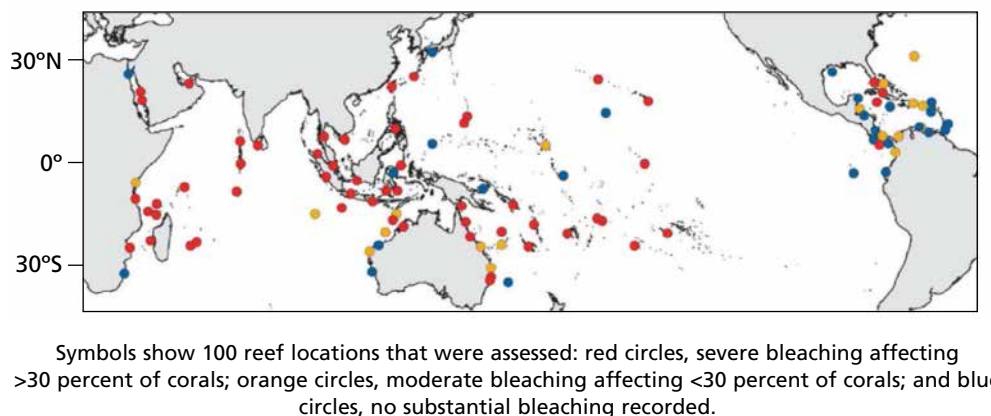 30°N
0°
30°S
Symbols show 100 reef locations that were assessed: red circles, severe bleaching affecting
>30 percent of corals; orange circles, moderate bleaching affecting <30 percent of corals; and blue
circles, no substantial bleaching recorded.